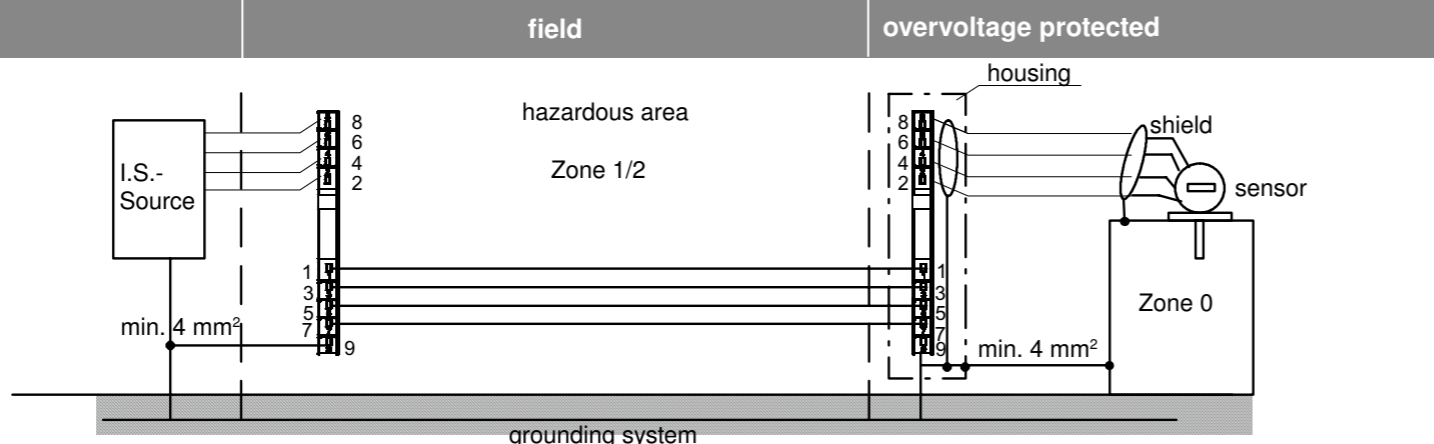 field
overvoltage protected
housing
hazardous area
Zone 1/2
I.S.-
Source
8
6
4
2
1
3
5
7
9
min. 4 mm²
8
6
4
2
1
3
5
7
9
shield
sensor
Zone 0
min. 4 mm²
grounding system